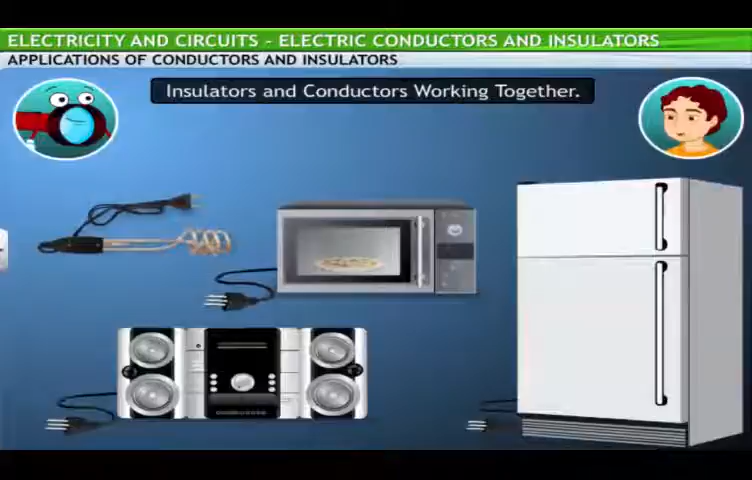 ELECTRICITY AND CIRCUITS - ELECTRIC CONDUCTORS AND INSULATORS
APPLICATIONS OF CONDUCTORS AND INSULATORS
Insulators and Conductors Working Together.